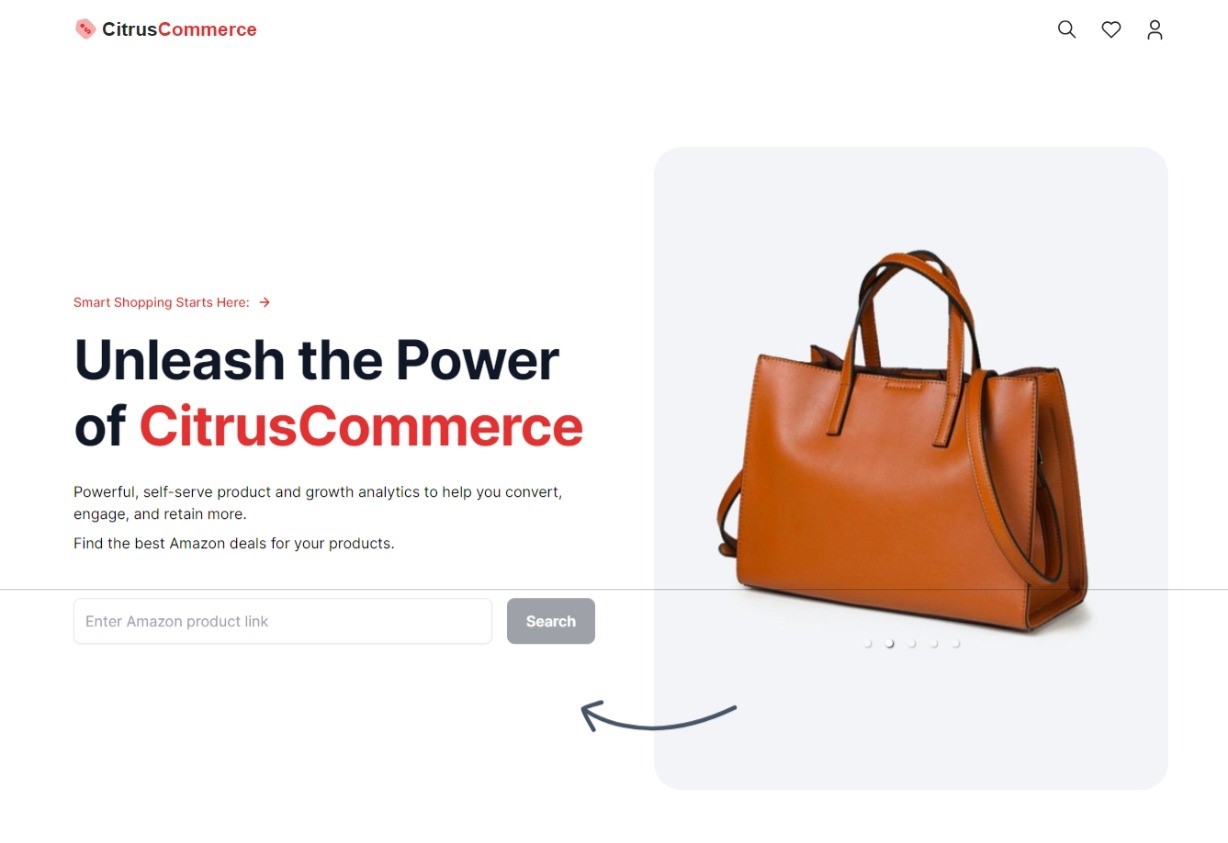 CitrusCommerce
Smart Shopping Starts Here:
Unleash the Power
of CitrusCommerce
Powerful, self-serve product and growth analytics to help you convert,
engage, and retain more.
Find the best Amazon deals for your products.
Enter Amazon product link
Search